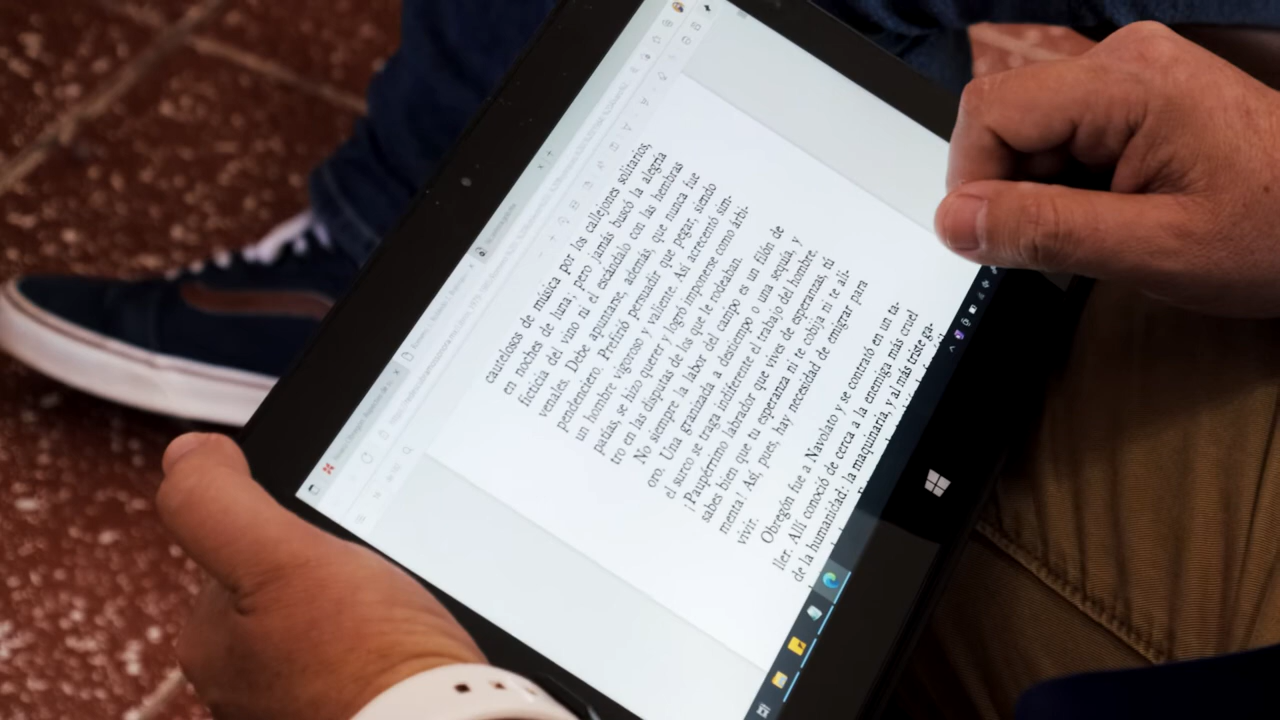 cautelosos de música por los callejones solitarios,
en noches de luna; pero jamás buscó la alegría
ficticia del vino ni el escándalo con las hembras
venales. Debe apuntarse, además, que nunca fue
pendenciero. Prefirió persuadir que pegar, siendo
un hombre vigoroso y valiente. Así acrecentó sim-
patías, se hizo querer y logró imponerse como árbi-
tro en las disputas de los que le rodeaban.
No siempre la labor del campo es un filón de
oro. Una granizada a destiempo o una sequía, y
el surco se traga indiferente el trabajo del hombre.
¡Paupérrimo labrador que vives de esperanzas, tú
sabes bien que tu esperanza ni te cobija ni te ali-
menta! Así, pues, hay necesidad de emigrar para
vivir.
Obregón fue a Navolato y se contrató en un ta-
ller. Allí conoció de cerca a la enemiga más cruel
de la humanidad: la maquinaria, y al más triste ga-